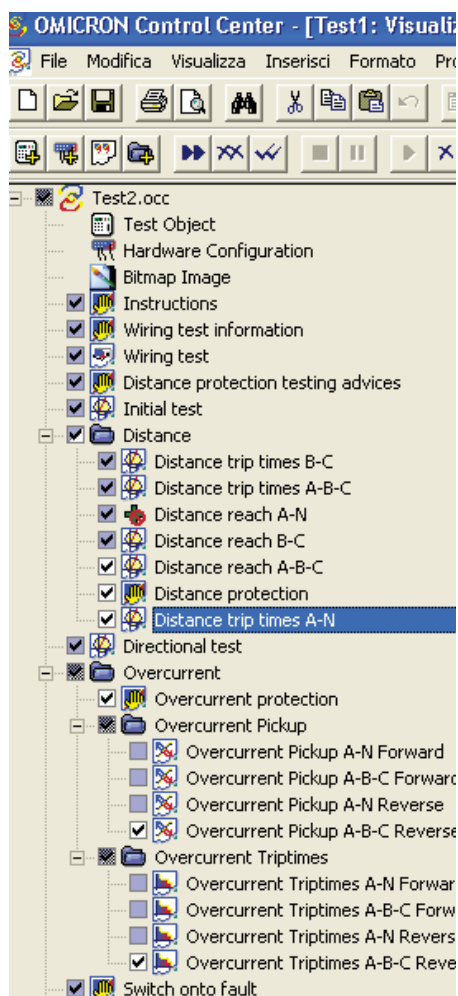 OMICRON Control Center - [Test1: Visualiz
File Modifica Visualizza Inserisci Formato Pro
Test2.occ
Test Object
Hardware Configuration
Bitmap Image
Instructions
Wiring test information
Wiring test
Distance protection testing advices
Initial test
Distance
Distance trip times B-C
Distance trip times A-B-C
Distance reach A-N
Distance reach B-C
Distance reach A-B-C
Distance protection
Distance trip times A-N
Directional test
Overcurrent
Overcurrent protection
Overcurrent Pickup
Overcurrent Pickup A-N Forward
Overcurrent Pickup A-B-C Forward
Overcurrent Pickup A-N Reverse
Overcurrent Pickup A-B-C Reverse
Overcurrent Triptimes
Overcurrent Triptimes A-N Forwar
Overcurrent Triptimes A-B-C Forw
Overcurrent Triptimes A-N Revers
Overcurrent Triptimes A-B-C Reve
Switch onto fault